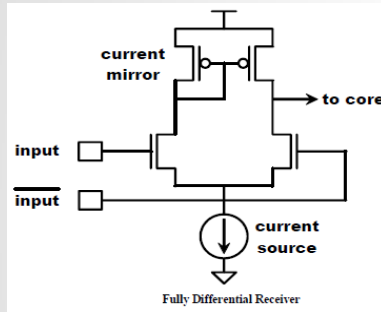 current
mirror
to core
input
input
current
source
Fully Differential Receiver